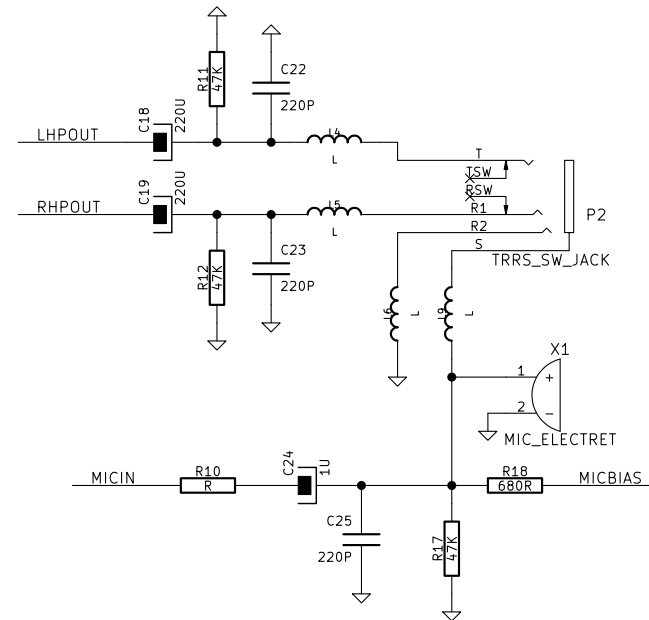 R11
47K
C22
220P
C18
220U
LHPOUT
L4
L
T
TSW
RSW
C19
220U
RHPOUT
L5
L
R1
R2
S
P2
TRRS_SW_JACK
R12
47K
C23
220P
L6
L
L9
L
X1
1
+
2
-
MIC_ELECTRET
MICIN
R10
R
C24
1U
R18
680R
MICBIAS
C25
220P
R17
47K